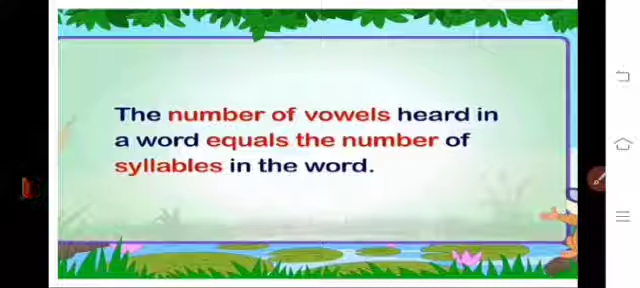 The number of vowels heard in
a word equals the number of
syllables in the word.